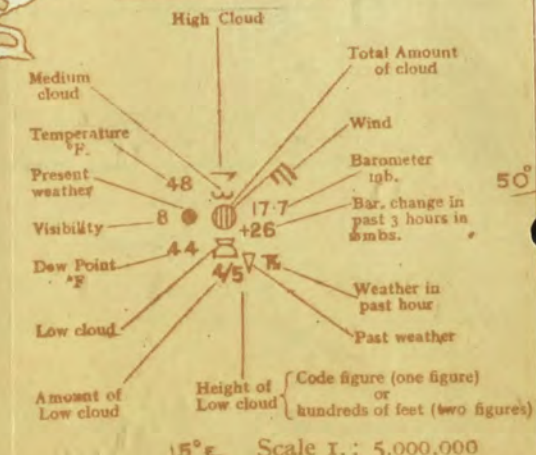 High Cloud
Total Amount
of cloud
Medium
cloud
Wind
Temperature
°F.
Barometer
mb.
Present
weather
48
50°
Bar. change in
past 3 hours in
mbs.
Visibility
8
17.7
+26
Dew Point
°F
44
4/5
Weather in
past hour
Low cloud
Past weather
Amount of
Low cloud
Height of
Low cloud
Code figure (one figure)
or
hundreds of feet (two figures)
15°E
Scale 1.: 5,000,000